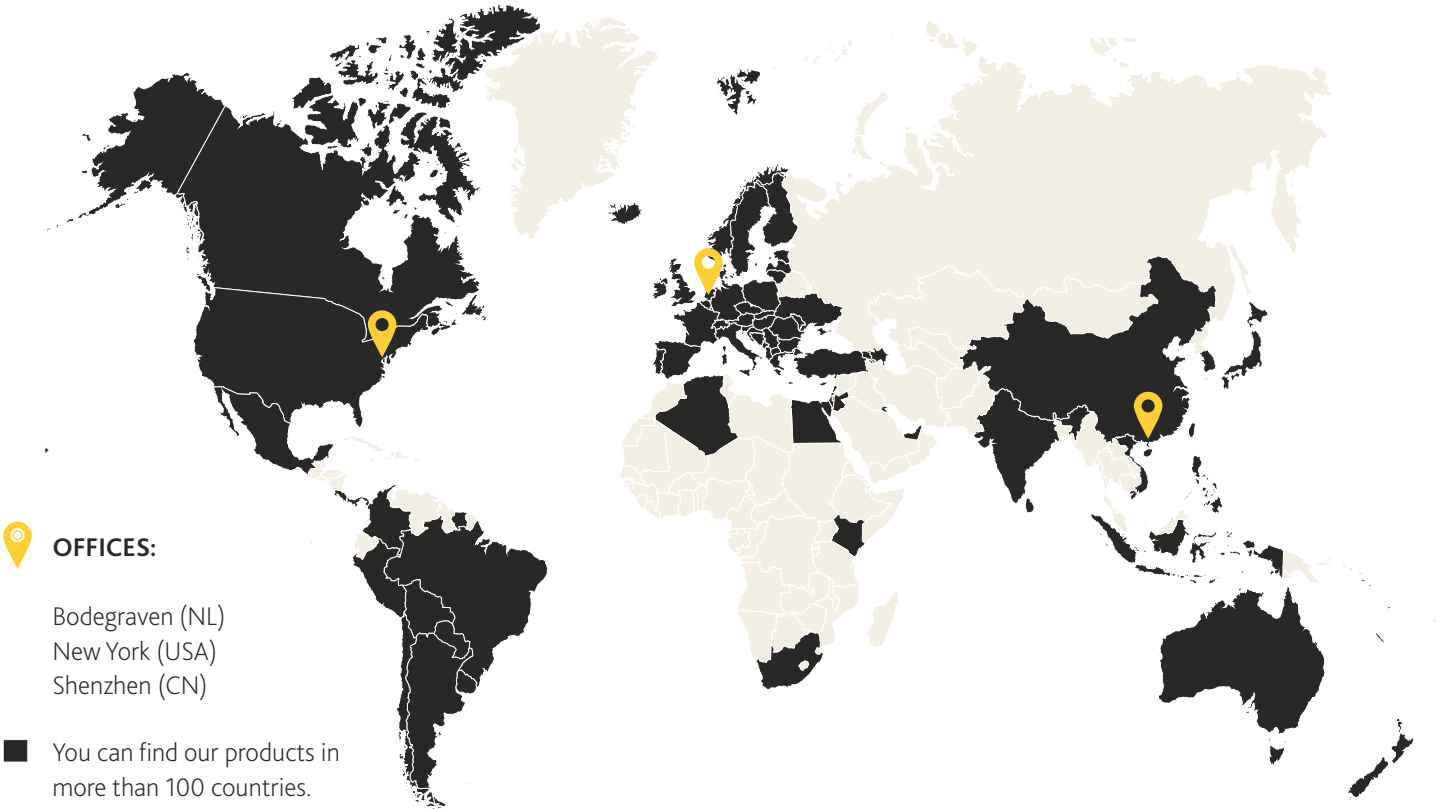 OFFICES:
Bodegraven (NL)
New York (USA)
Shenzhen (CN)
You can find our products in
more than 100 countries.